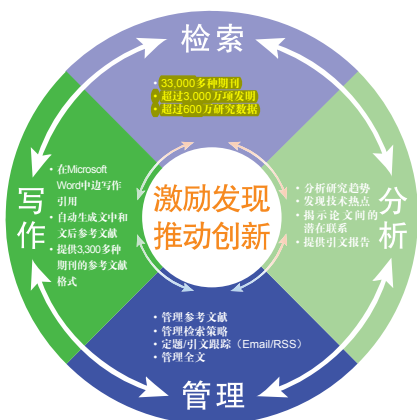 检索
• 33,000多种期刊
• 超过3,000万项发明
• 超过600万研究数据
写作
• 在Microsoft
Word中边写作
引用
• 自动生成文中和
文后参考文献
• 提供3,300多种
期刊的参考文献
格式
激励发现
推动创新
• 分析研究趋势
• 发现技术热点
• 揭示论文间的
潜在联系
• 提供引文报告
分析
• 管理参考文献
• 管理检索策略
• 定题/引文跟踪（Email/RSS）
• 管理全文
管理